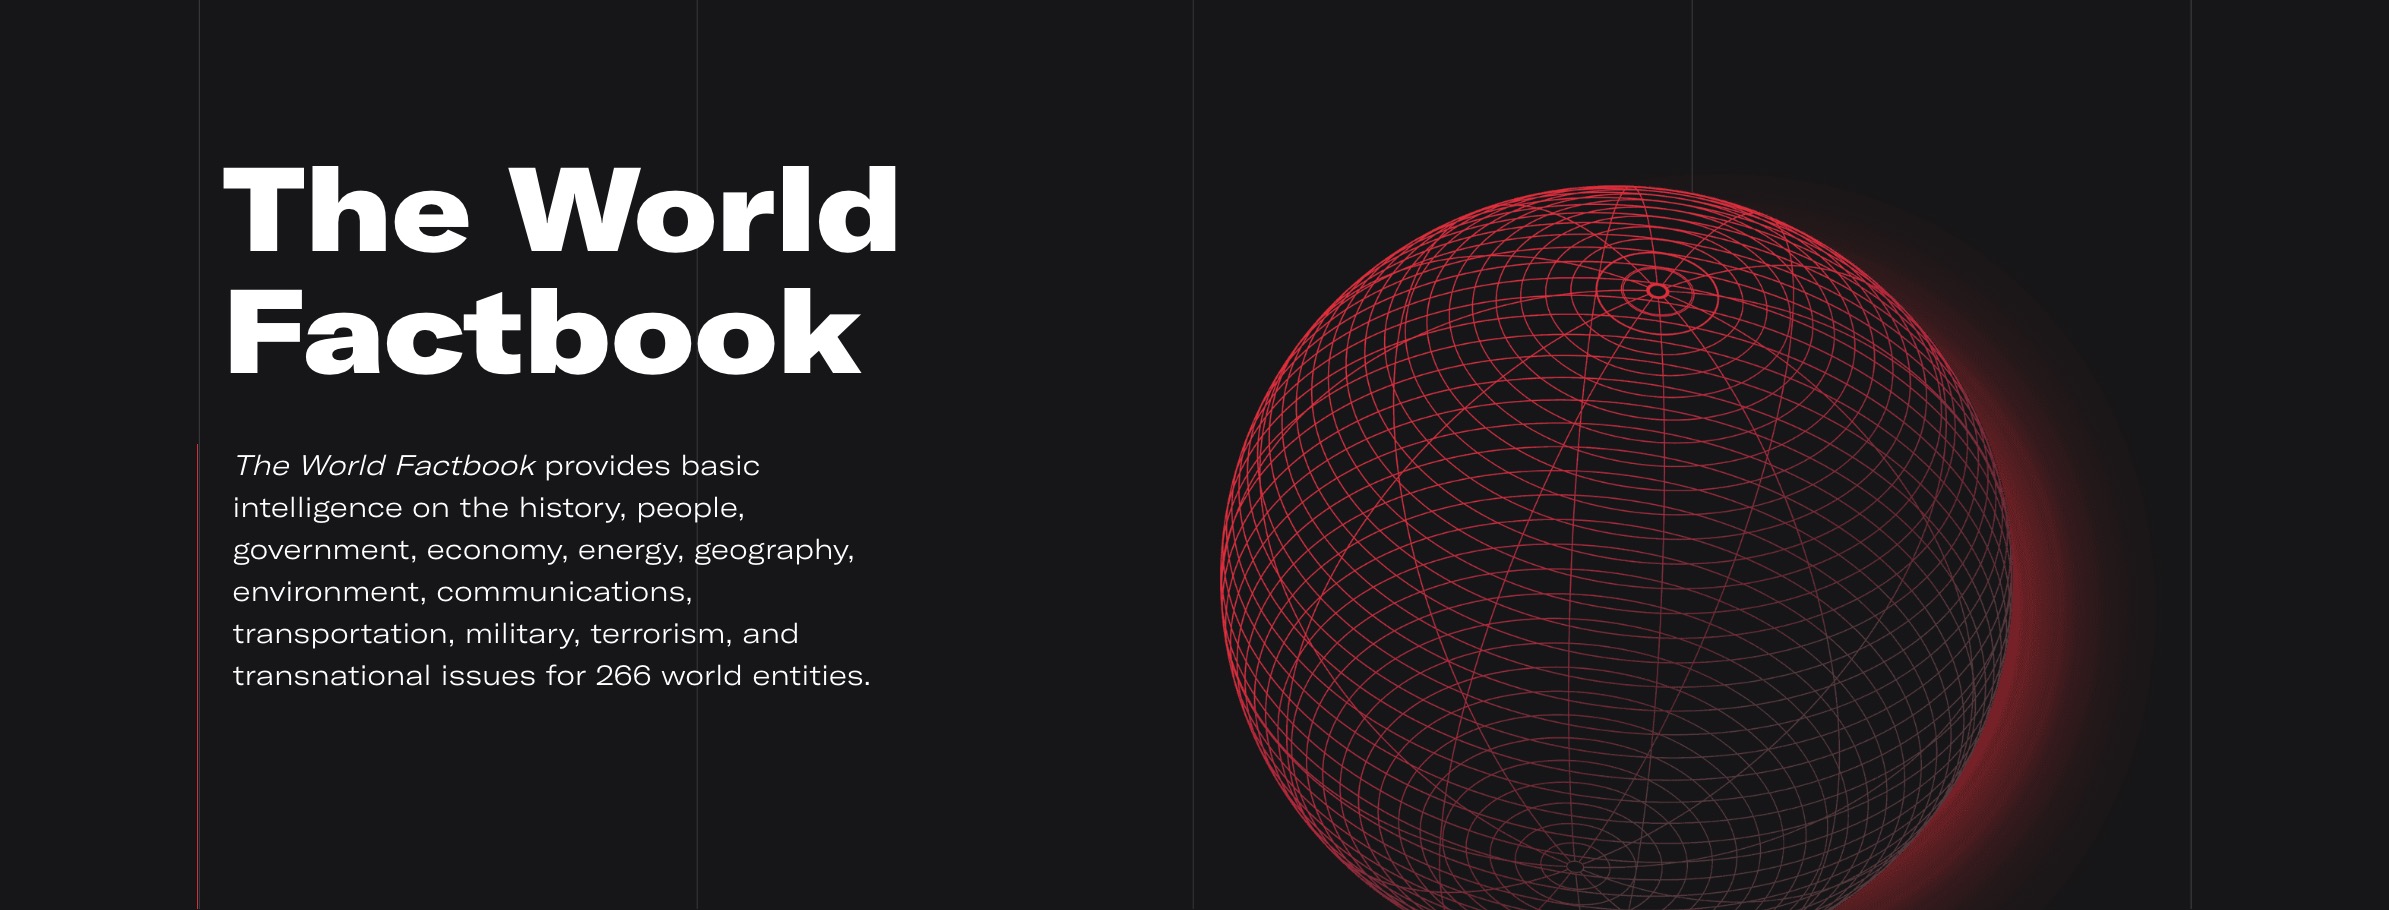 The World
Factbook
The World Factbook provides basic
intelligence on the history, people,
government, economy, energy, geography,
environment, communications,
transportation, military, terrorism, and
transnational issues for 266 world entities.